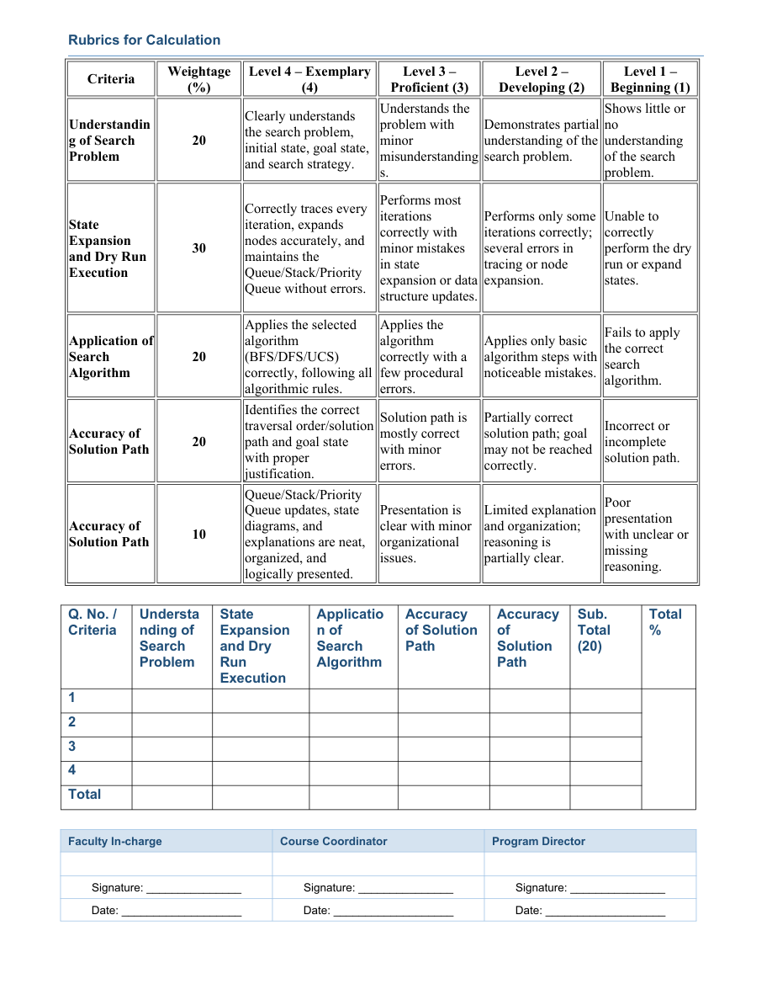 Rubrics for Calculation
Criteria
Weightage
(%)
Level 4 – Exemplary
(4)
Level 3 –
Proficient (3)
Level 2 –
Developing (2)
Level 1 –
Beginning (1)
Understandin
g of Search
Problem
20
Clearly understands
the search problem,
initial state, goal state,
and search strategy.
Understands the
problem with
minor
misunderstanding
s.
Demonstrates partial
understanding of the
search problem.
Shows little or
no
understanding
of the search
problem.
State
Expansion
and Dry Run
Execution
30
Correctly traces every
iteration, expands
nodes accurately, and
maintains the
Queue/Stack/Priority
Queue without errors.
Performs most
iterations
correctly with
minor mistakes
in state
expansion or data
structure updates.
Performs only some
iterations correctly;
several errors in
tracing or node
expansion.
Unable to
correctly
perform the dry
run or expand
states.
Application of
Search
Algorithm
20
Applies the selected
algorithm
(BFS/DFS/UCS)
correctly, following all
algorithmic rules.
Applies the
algorithm
correctly with a
few procedural
errors.
Applies only basic
algorithm steps with
noticeable mistakes.
Fails to apply
the correct
search
algorithm.
Accuracy of
Solution Path
20
Identifies the correct
traversal order/solution
path and goal state
with proper
justification.
Solution path is
mostly correct
with minor
errors.
Partially correct
solution path; goal
may not be reached
correctly.
Incorrect or
incomplete
solution path.
Accuracy of
Solution Path
10
Queue/Stack/Priority
Queue updates, state
diagrams, and
explanations are neat,
organized, and
logically presented.
Presentation is
clear with minor
organizational
issues.
Limited explanation
and organization;
reasoning is
partially clear.
Poor
presentation
with unclear or
missing
reasoning.
Q. No. /
Criteria
Understa
nding of
Search
Problem
State
Expansion
and Dry
Run
Execution
Applicatio
n of
Search
Algorithm
Accuracy
of Solution
Path
Accuracy
of
Solution
Path
Sub.
Total
(20)
Total
%
1
2
3
4
Total
Faculty In-charge
Course Coordinator
Program Director
Signature: _______________
Signature: _______________
Signature: _______________
Date: ___________________
Date: ___________________
Date: ___________________